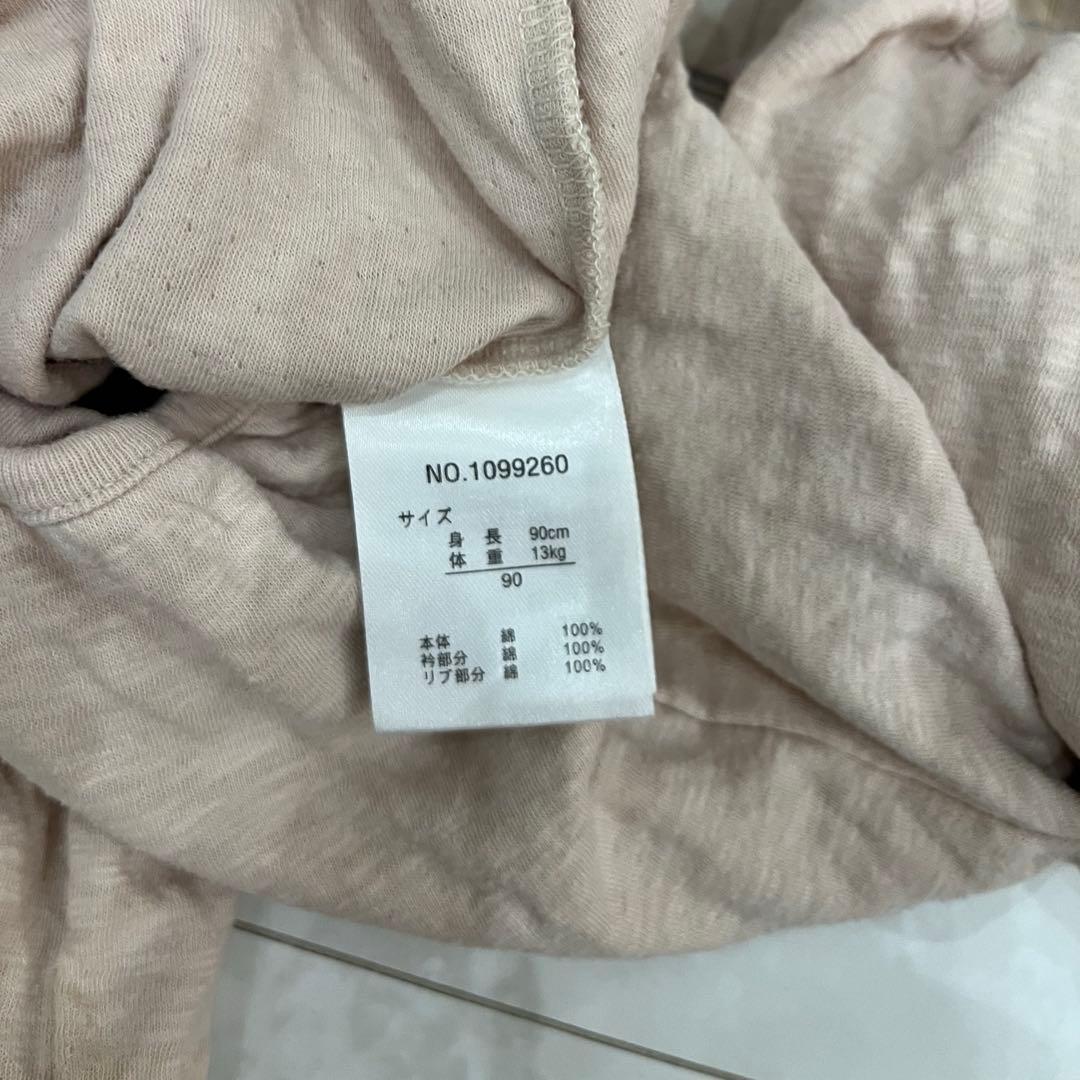 NO.1099260
サイズ
身 長 90cm
体 重 13kg
90
本体 綿 100%
衿部分 綿 100%
リブ部分 綿 100%